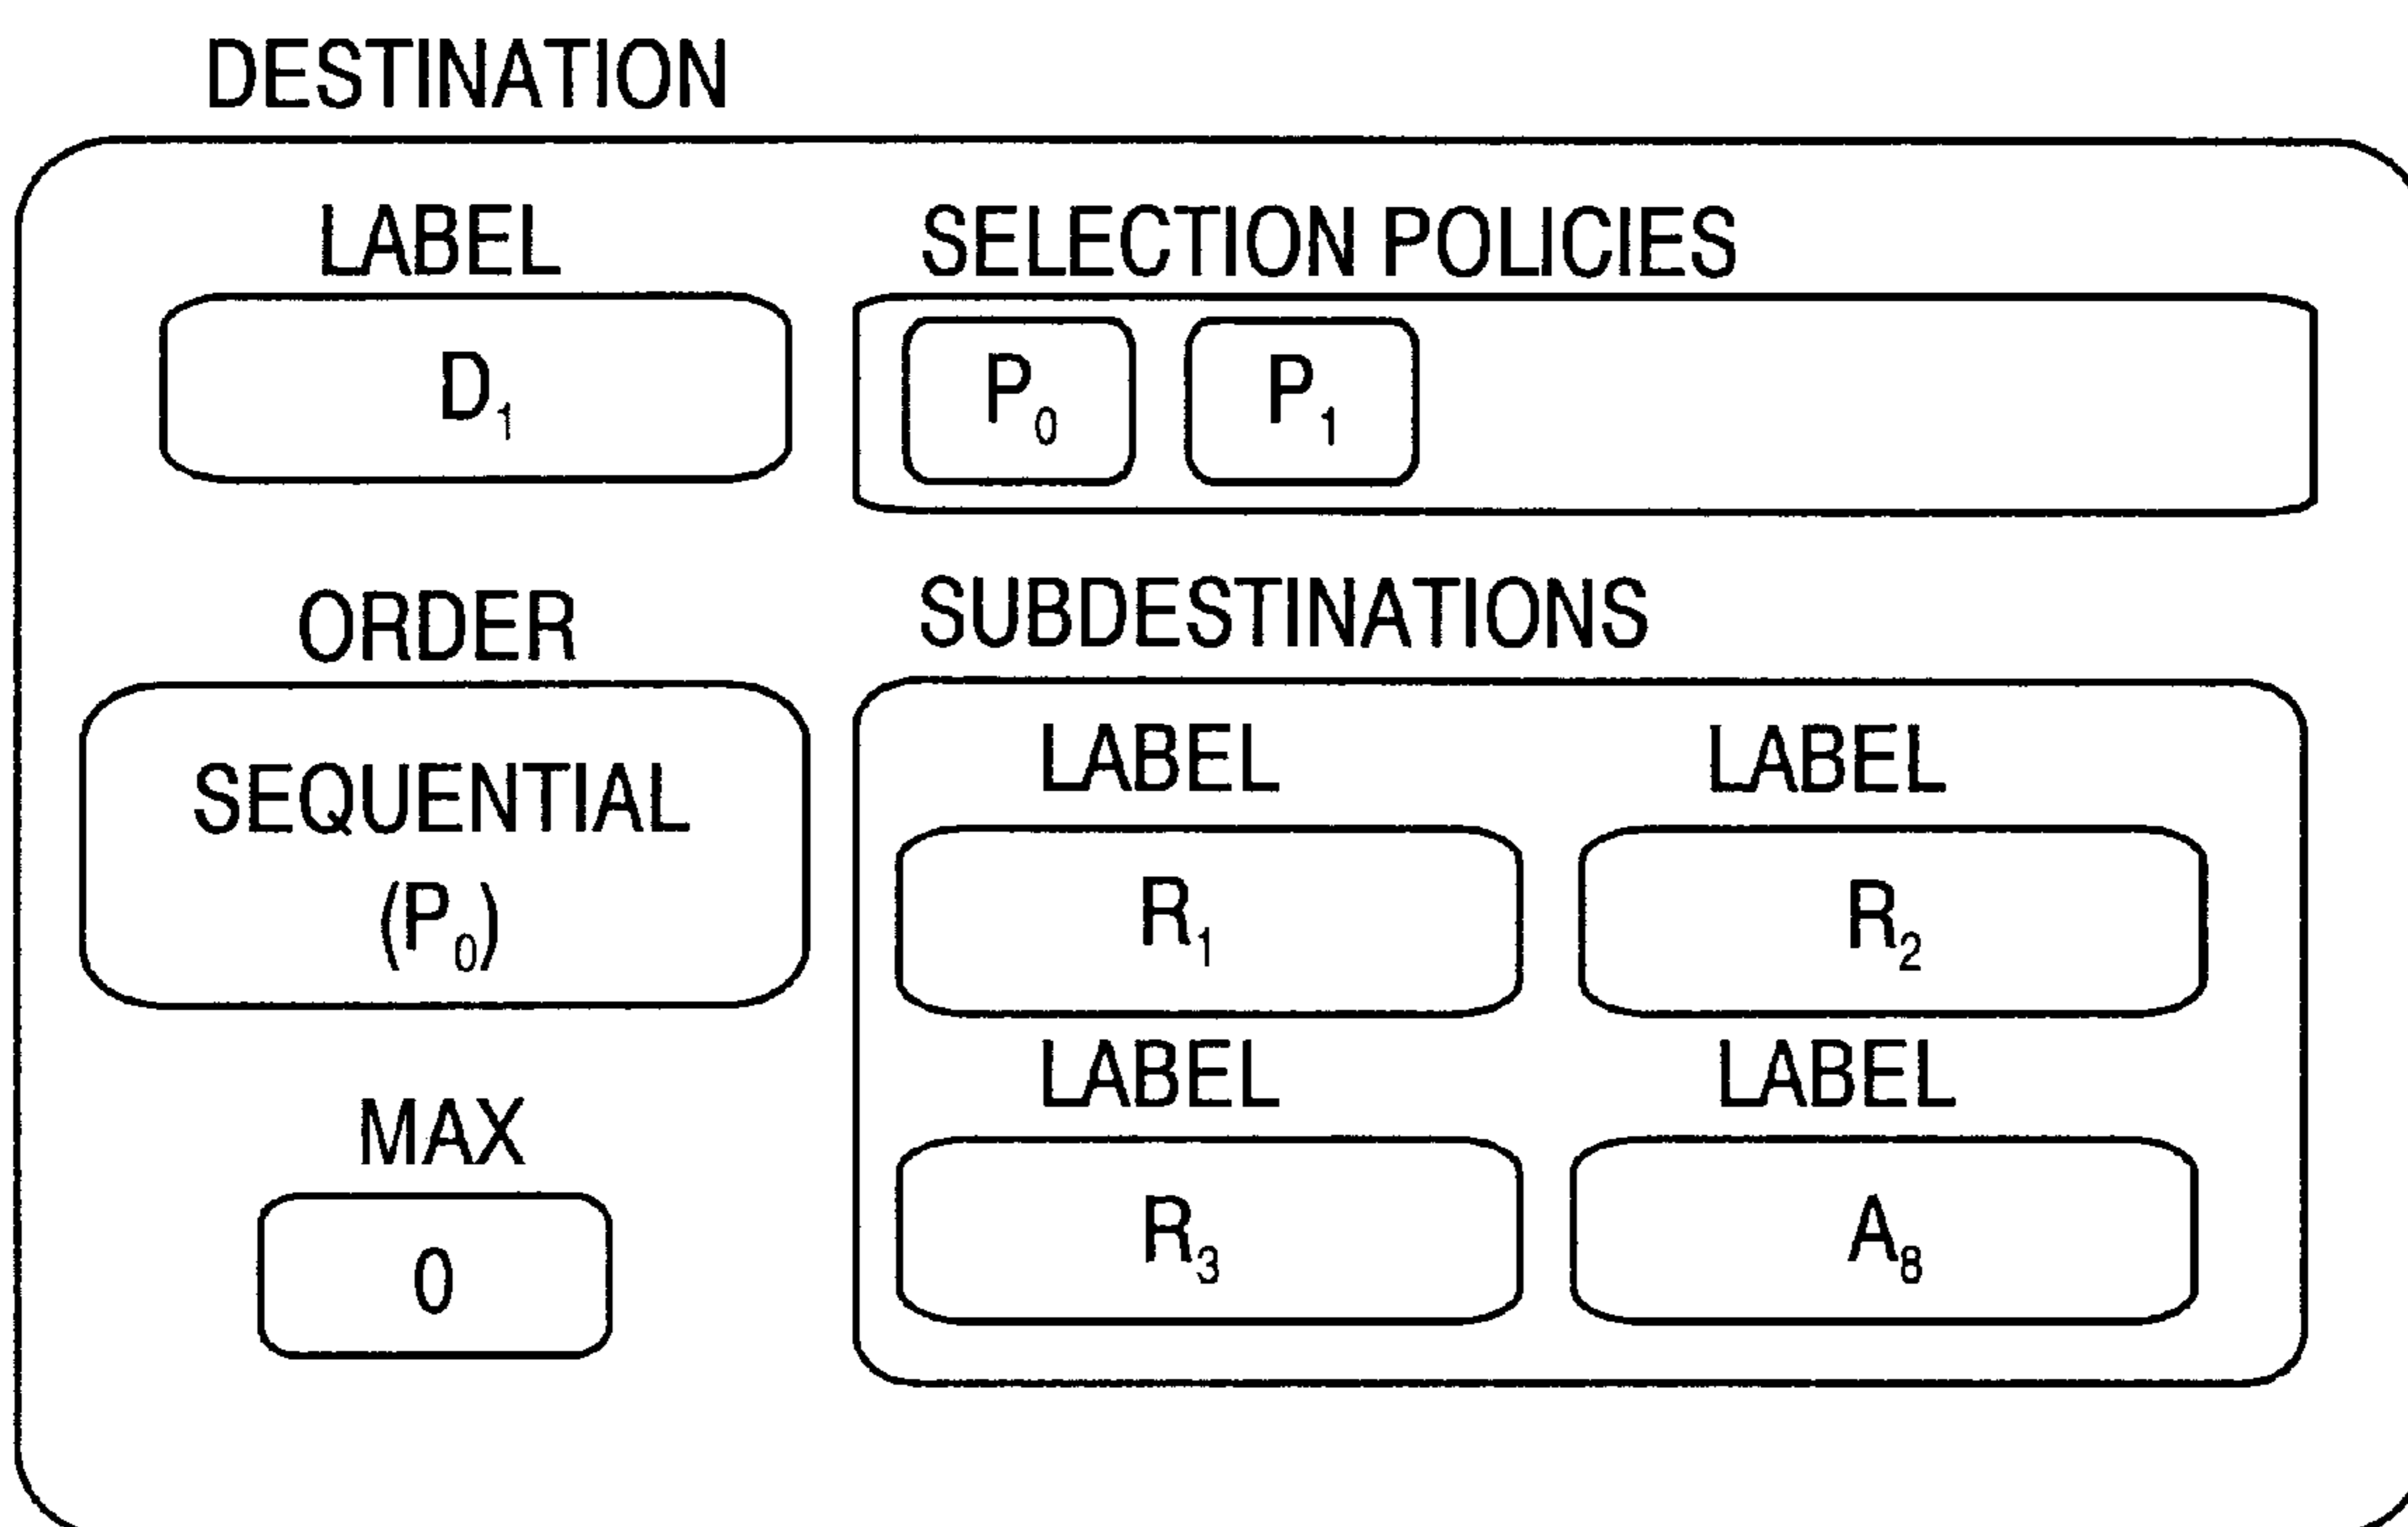 DESTINATION
LABEL
D₁
SELECTION POLICIES
P₀ P₁
ORDER
SEQUENTIAL
(P₀)
MAX
0
SUBDESTINATIONS
LABEL LABEL
R₁ R₂
LABEL LABEL
R₃ A₈